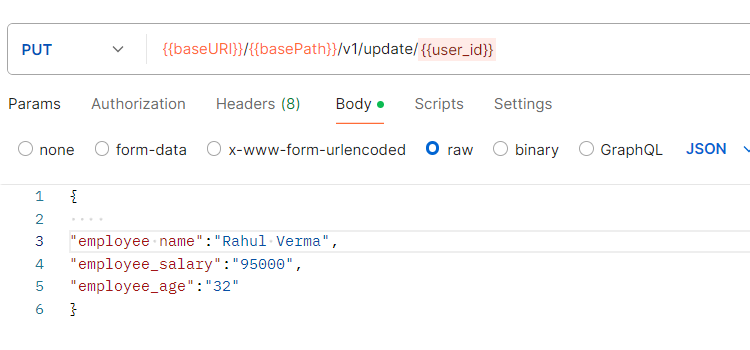 PUT {{baseURI}}/{{basePath}}/v1/update/{{user_id}}
Params Authorization Headers (8) Body Scripts Settings
none form-data x-www-form-urlencoded raw binary GraphQL JSON
1 {
2
3 "employee name":"Rahul Verma",
4 "employee_salary":"95000",
5 "employee_age":"32"
6 }